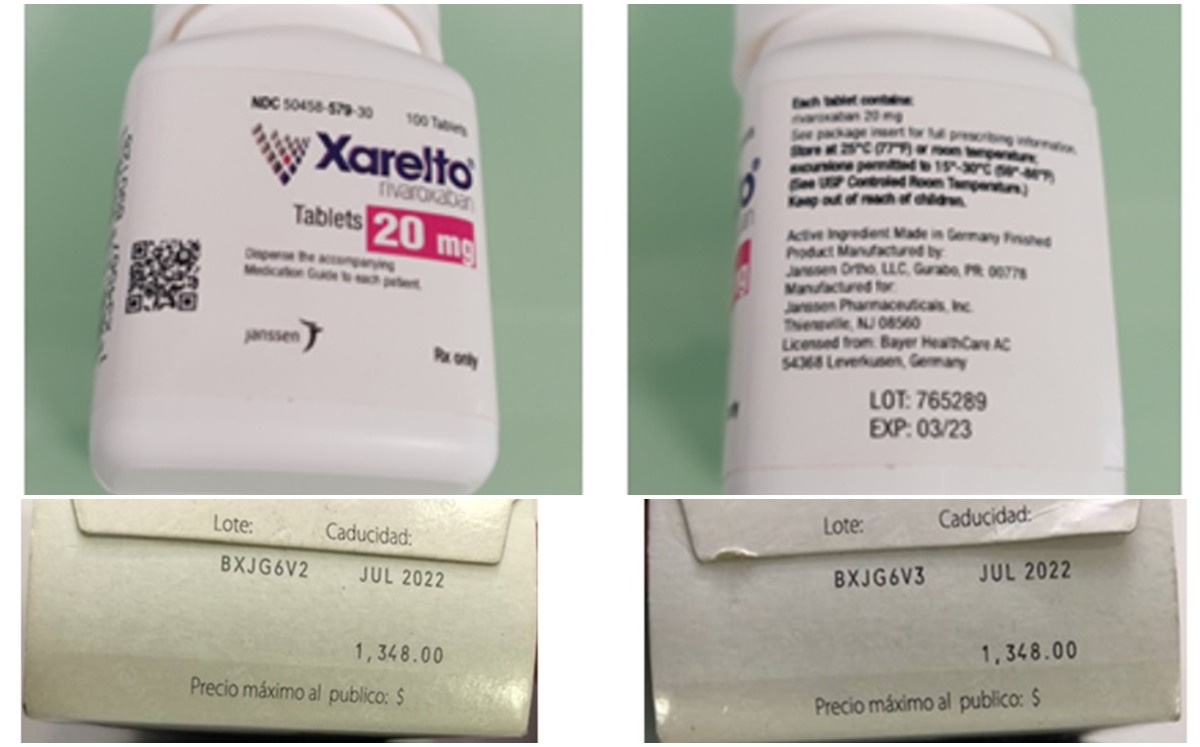 NDC 50458-579-30
100 Tablets
Xarelto®
rivaroxaban
Tablets 20 mg
Dispense the accompanying
Medication Guide to each patient.
janssen
Rx only
Each tablet contains:
rivaroxaban 20 mg
See package insert for full prescribing information.
Store at 25°C (77°F) or room temperature;
excursions permitted to 15°-30°C (59°-86°F)
(See USP Controled Room Temperature.)
Keep out of reach of children.
Active Ingredient Made in Germany Finished
Product Manufactured by:
Janssen Ortho, LLC, Gurabo, PR 00778
Manufactured for:
Janssen Pharmaceuticals, Inc.
Thiensville, NJ 08560
Licensed from: Bayer HealthCare AC
54368 Leverkusen, Germany
LOT: 765289
EXP: 03/23
Lote: Caducidad:
BXJG6V2 JUL 2022
1,348.00
Precio máximo al publico: $
Lote: Caducidad:
BXJG6V3 JUL 2022
1,348.00
Precio máximo al publico: $